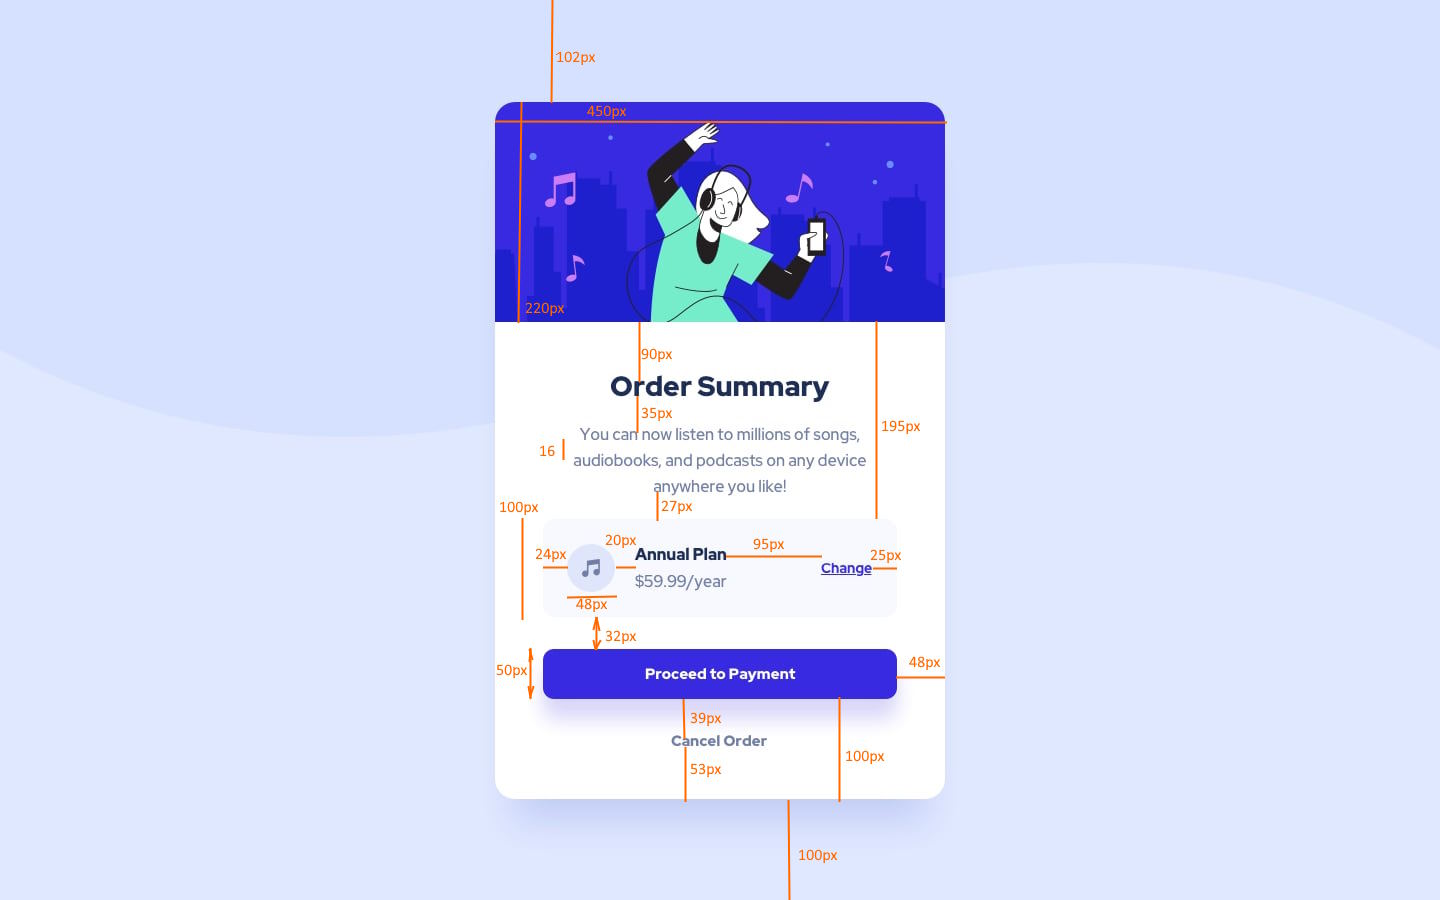 102px
450px
220px
90px
Order Summary
35px
195px
You can now listen to millions of songs,
16
audiobooks, and podcasts on any device
anywhere you like!
100px
27px
20px
95px
24px
Annual Plan
25px
Change
$59.99/year
48px
32px
50px
Proceed to Payment
48px
39px
Cancel Order
100px
53px
100px